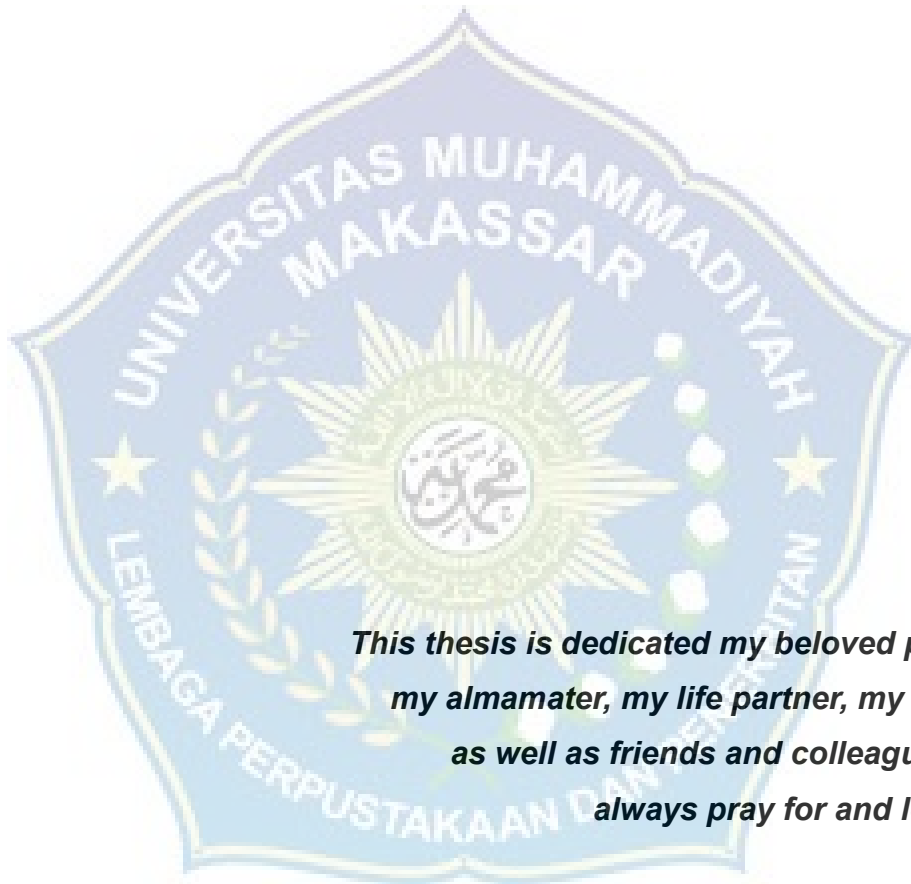 UNIVERSITAS MUHAMMADIYAH
MAKASSAR
This thesis is dedicated my beloved
my almamater, my life partner, my
as well as friends and
always pray for and
LEMBAGA PERPUSTAKAAN DAN PENERBITAN